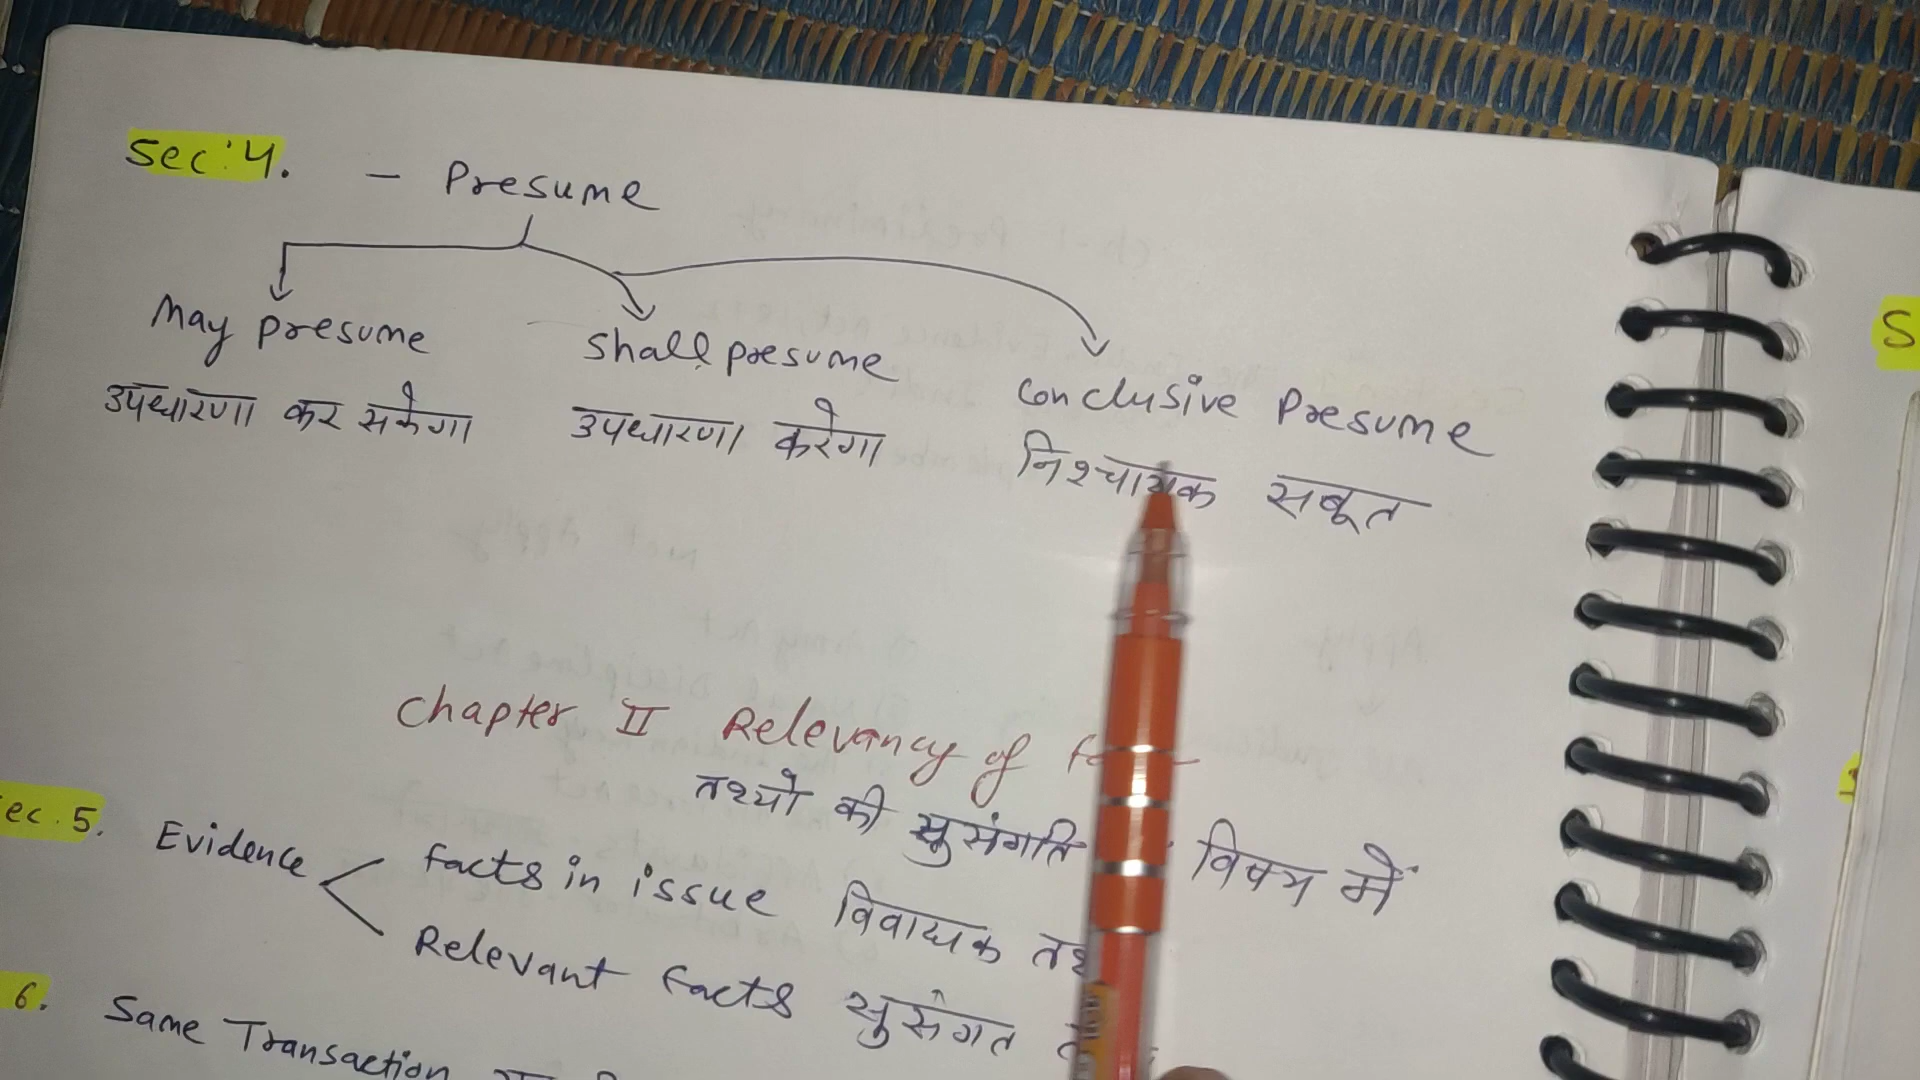 Sec: 4. - Presume
May presume
उपधारणा कर सकेगा
Shall presume
उपधारणा करेगा
Conclusive Presume
निश्चायक सबूत
Chapter II Relevancy of
तथ्यो की सुसंगति विषय में
ec. 5. Evidence
facts in issue विवाद्यक
Relevant facts सुसंगत
6. Same Transaction
S